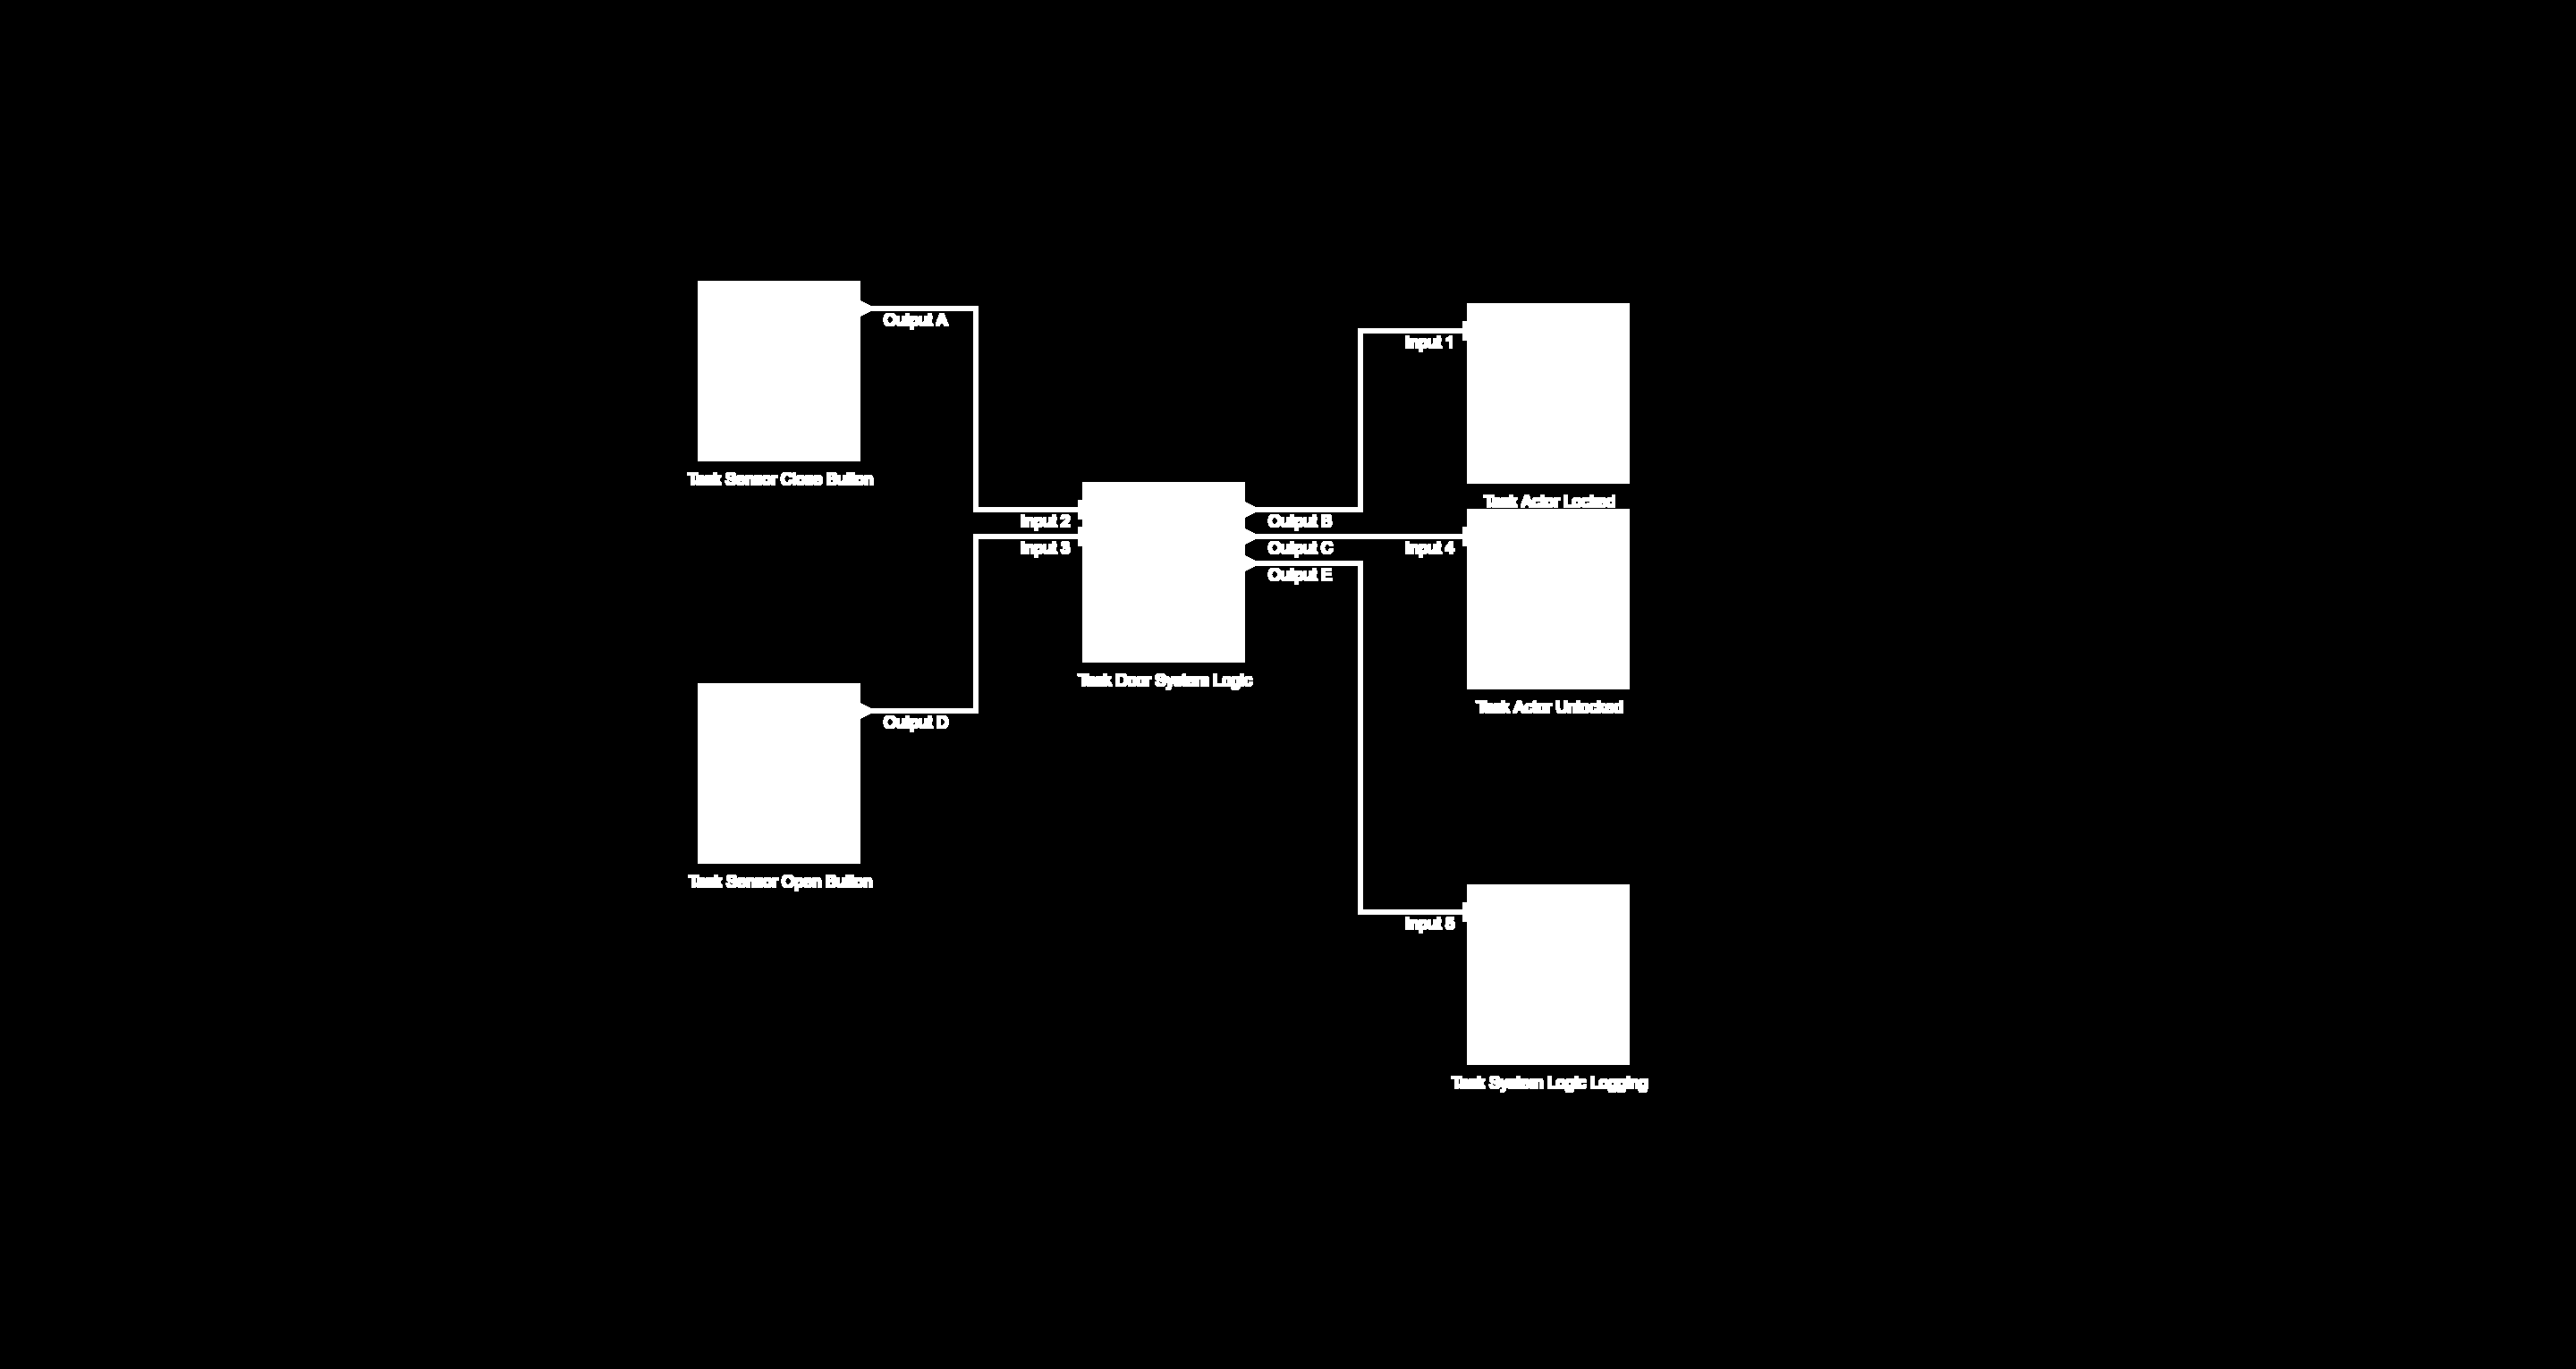 Output A
Input 1
Task Sensor Close Button
Task Actor Locked
Input 2
Output B
Input 3
Output C
Input 4
Output E
Task Door System Logic
Task Actor Unlocked
Output D
Task Sensor Open Button
Input 5
Task System Logic Logging